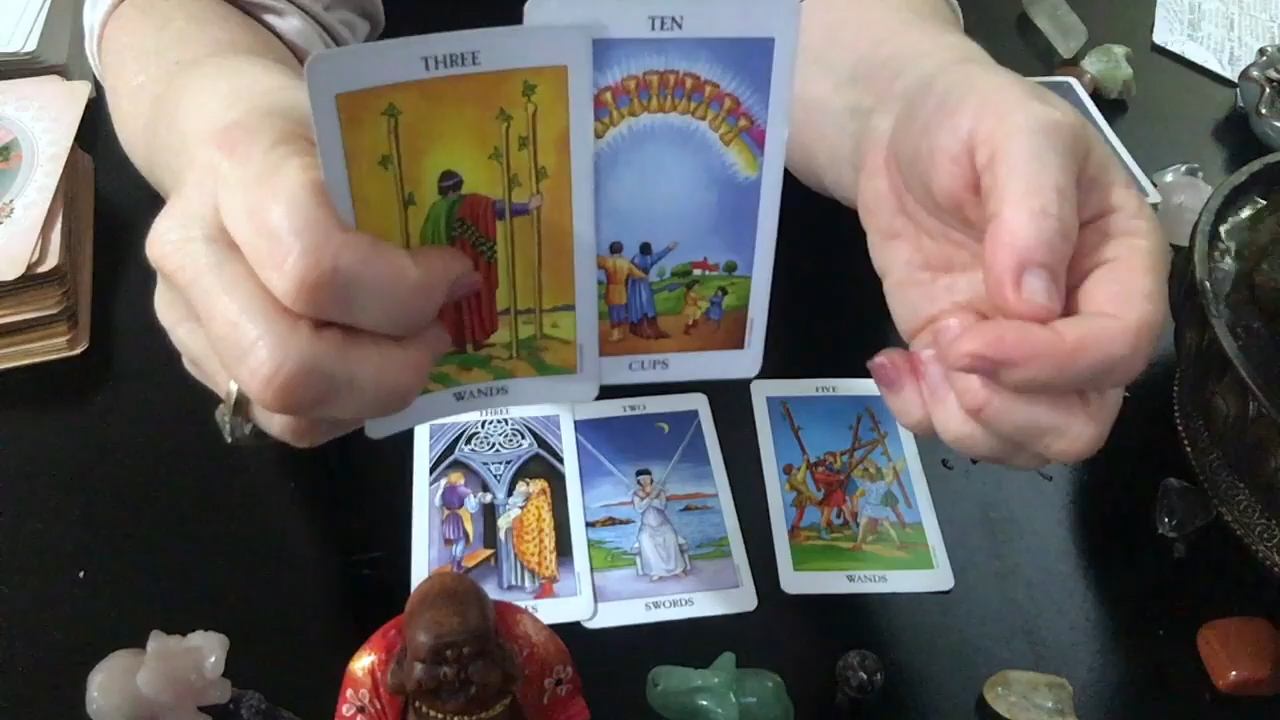 THREE
WANDS
TEN
CUPS
THREE
TWO
SWORDS
FIVE
WANDS